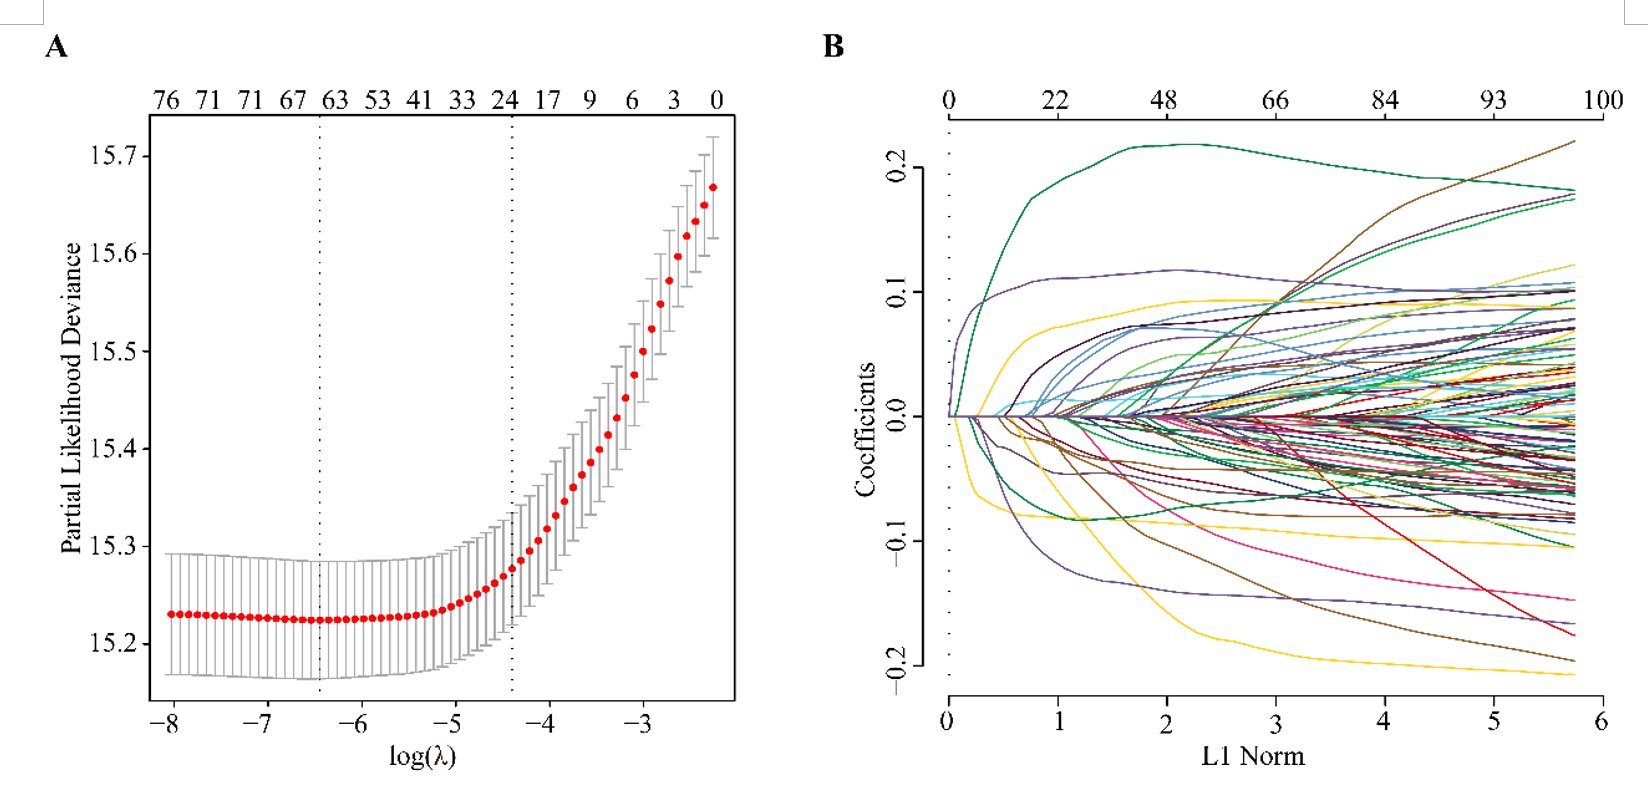 A
76 71 71 67 63 53 41 33 24 17 9 6 3 0
15.7
15.6
15.5
15.4
15.3
15.2
Partial Likelihood Deviance
−8 −7 −6 −5 −4 −3
log(λ)
B
0 22 48 66 84 93 100
0.2
0.1
0.0
−0.1
−0.2
Coefficients
0 1 2 3 4 5 6
L1 Norm